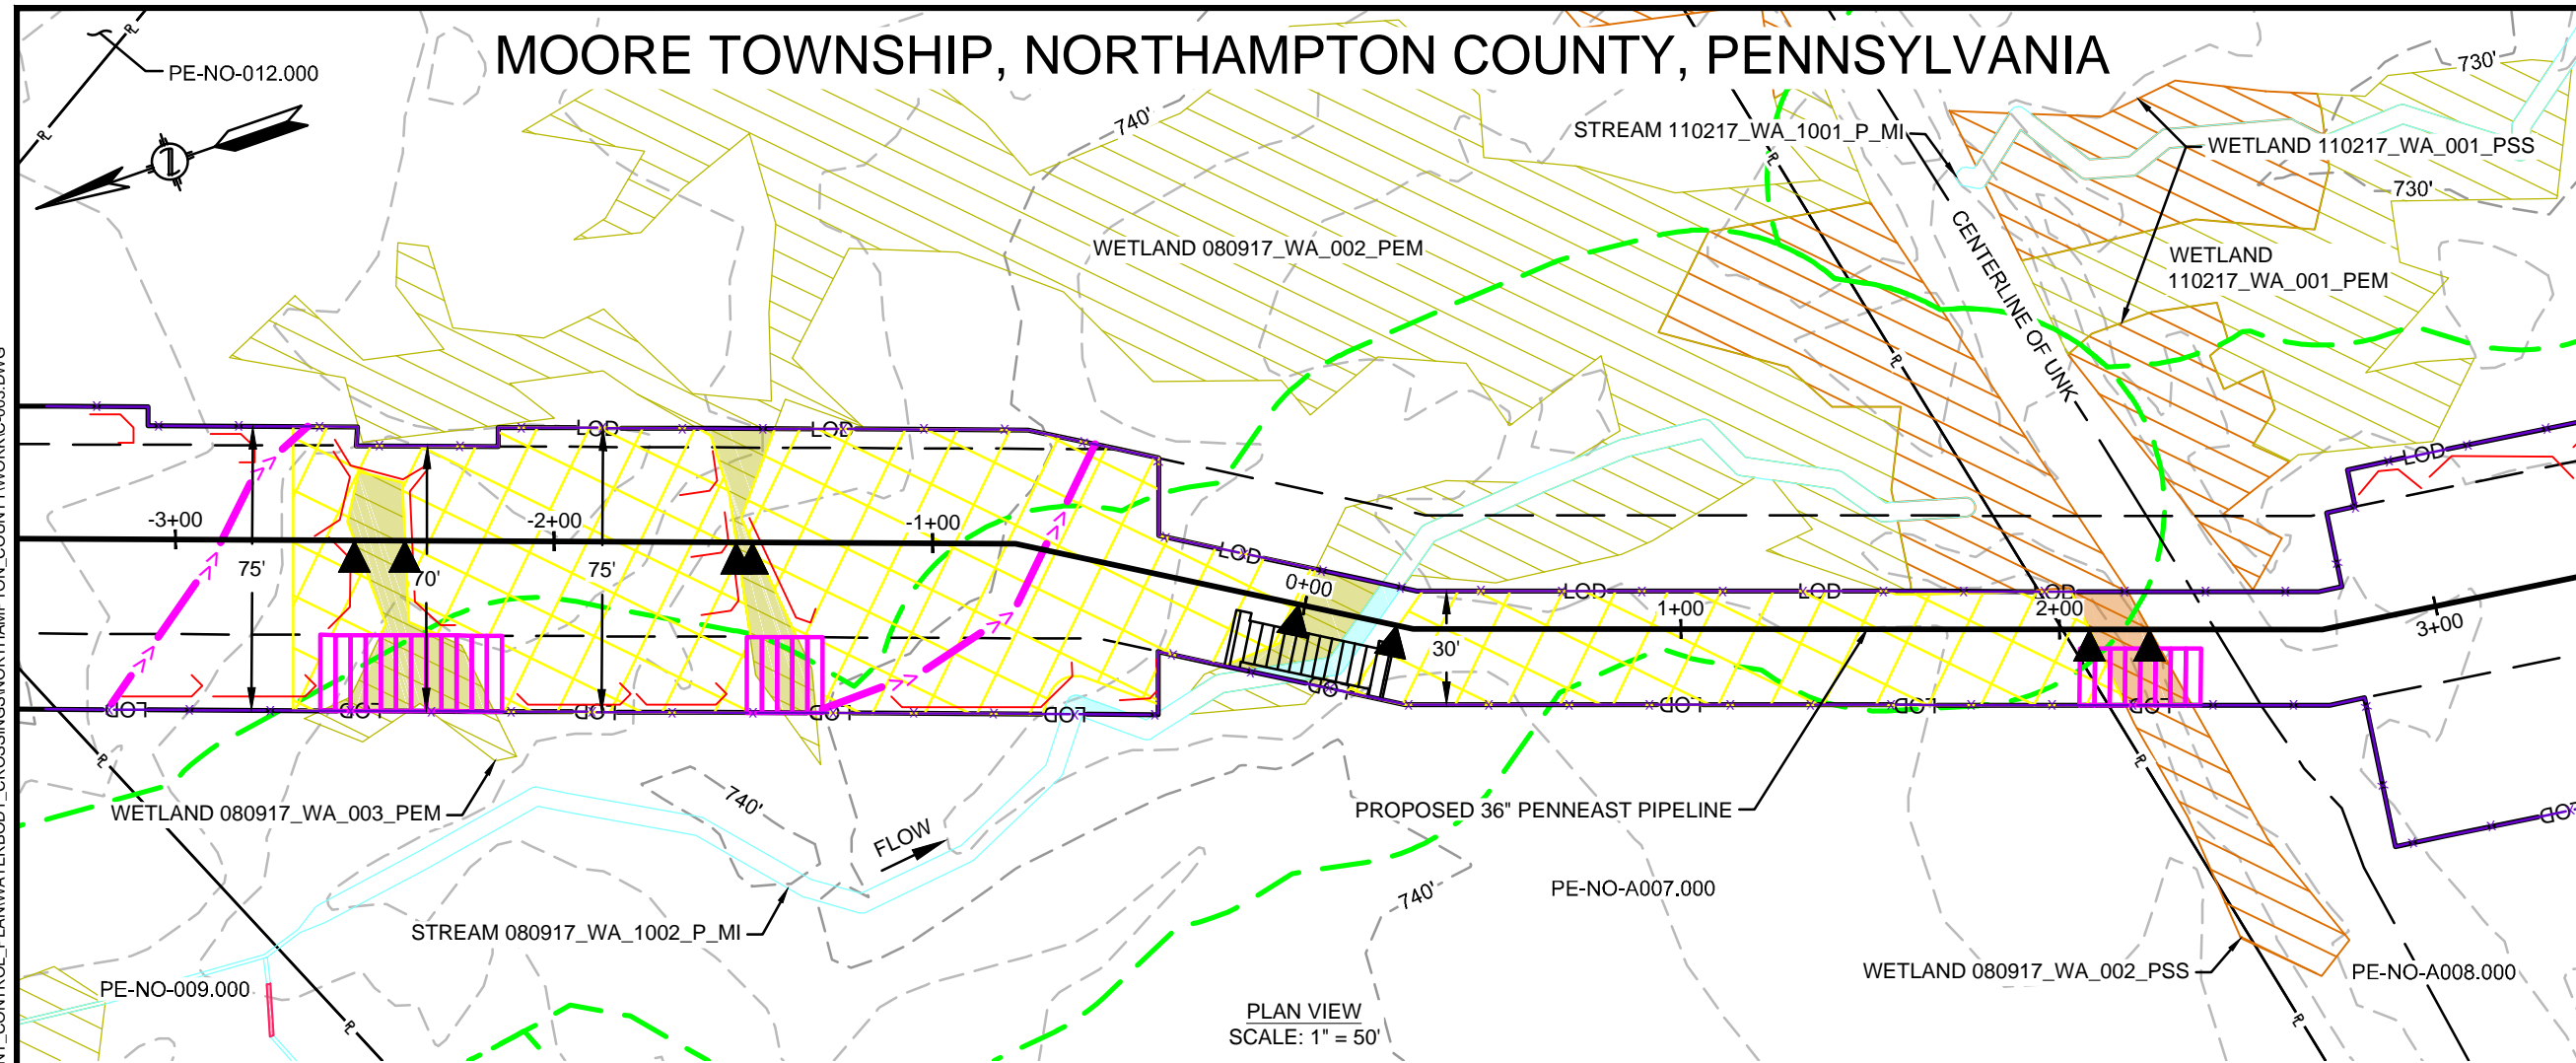 MOORE TOWNSHIP, NORTHAMPTON COUNTY, PENNSYLVANIA
PE-NO-012.000
730'
740'
STREAM 110217_WA_1001_P_MI
WETLAND 110217_WA_001_PSS
730'
WETLAND 080917_WA_002_PEM
CENTERLINE OF UNK
WETLAND
110217_WA_001_PEM
LOD
LOD
LOD
-3+00
-2+00
-1+00
75'
70'
75'
LOD
0+00
LOD
LOD
LOD
1+00
2+00
3+00
30'
LOD
LOD
LOD
LOD
LOD
LOD
LOD
LOD
LOD
WETLAND 080917_WA_003_PEM
740'
FLOW
PROPOSED 36" PENNEAST PIPELINE
LOD
740'
PE-NO-A007.000
STREAM 080917_WA_1002_P_MI
WETLAND 080917_WA_002_PSS
PE-NO-A008.000
PE-NO-009.000
PLAN VIEW
SCALE: 1" = 50'